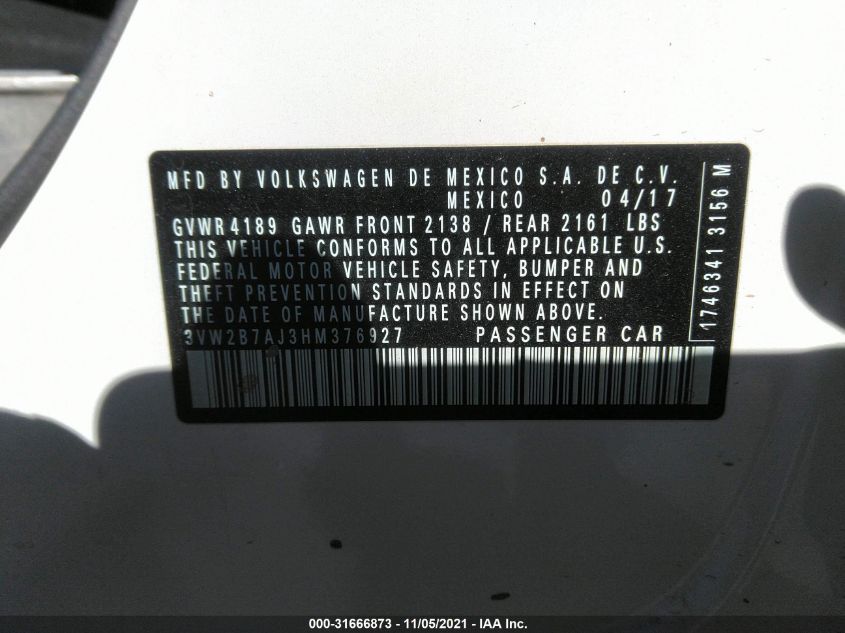 MFD BY VOLKSWAGEN DE MEXICO S.A. DE C.V.
MEXICO 04/17
GVWR 4189 GAWR FRONT 2138 / REAR 2161 LBS
THIS VEHICLE CONFORMS TO ALL APPLICABLE U.S.
FEDERAL MOTOR VEHICLE SAFETY, BUMPER AND
THEFT PREVENTION STANDARDS IN EFFECT ON
THE DATE OF MANUFACTURE SHOWN ABOVE.
3VW2B7AJ3HM376927 PASSENGER CAR
1746341 3156 M
000-31666873 - 11/05/2021 - IAA Inc.